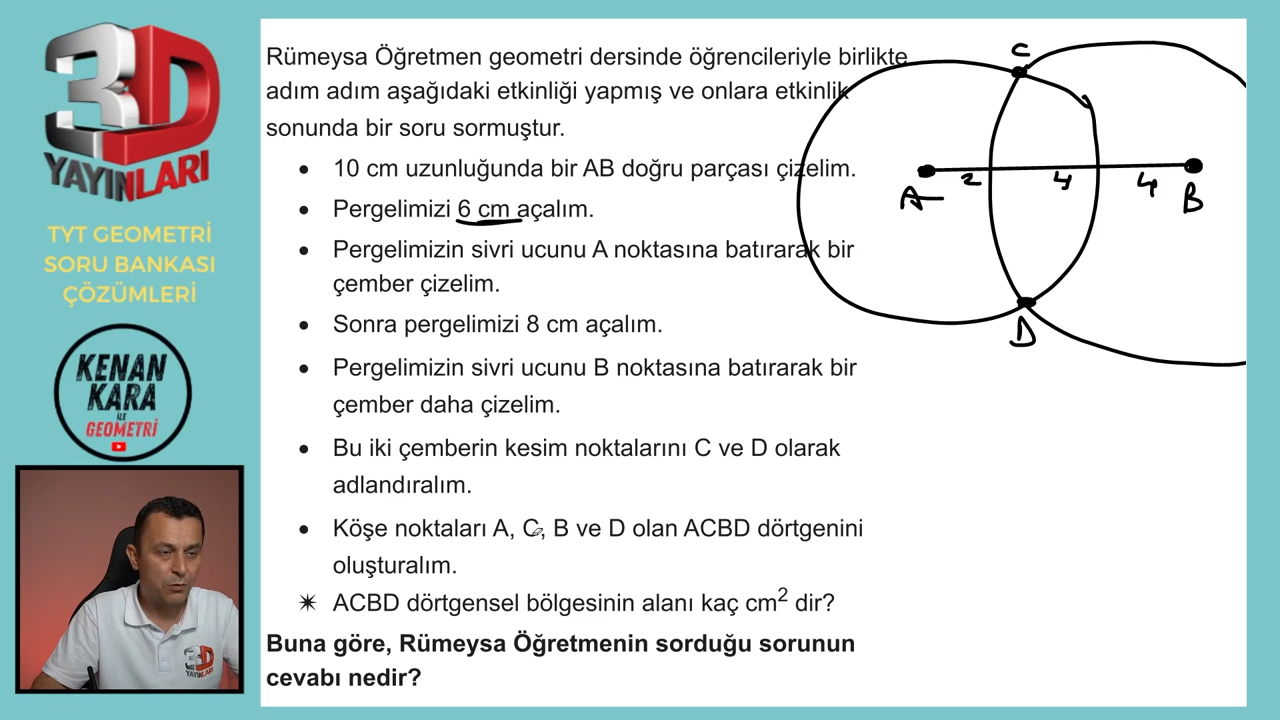 3D
YAYINLARI
TYT GEOMETRİ
SORU BANKASI
ÇÖZÜMLERİ
KENAN
KARA
İLE
GEOMETRİ
3D
YAYINLARI
Rümeysa Öğretmen geometri dersinde öğrencileriyle birlikte
adım adım aşağıdaki etkinliği yapmış ve onlara etkinlik
sonunda bir soru sormuştur.
• 10 cm uzunluğunda bir AB doğru parçası çizelim.
• Pergelimizi 6 cm açalım.
• Pergelimizin sivri ucunu A noktasına batırarak bir
çember çizelim.
• Sonra pergelimizi 8 cm açalım.
• Pergelimizin sivri ucunu B noktasına batırarak bir
çember daha çizelim.
• Bu iki çemberin kesim noktalarını C ve D olarak
adlandıralım.
• Köşe noktaları A, C, B ve D olan ACBD dörtgenini
oluşturalım.
✴ ACBD dörtgensel bölgesinin alanı kaç cm² dir?
Buna göre, Rümeysa Öğretmenin sorduğu sorunun
cevabı nedir?
C
A 2 4 4 B
D